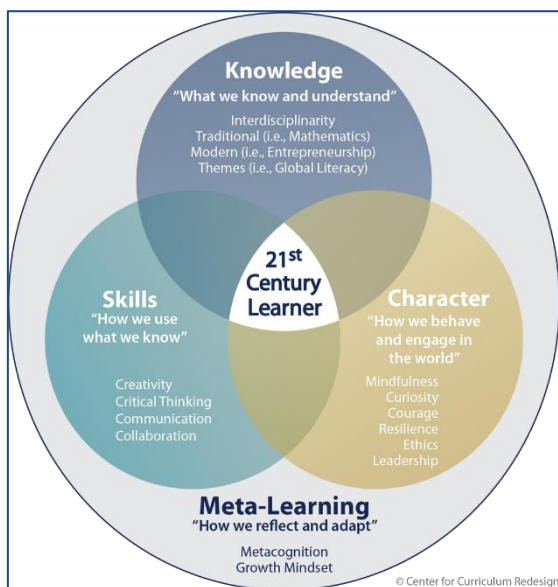 Knowledge
“What we know and understand”
Interdisciplinarity
Traditional (i.e., Mathematics)
Modern (i.e., Entrepreneurship)
Themes (i.e., Global Literacy)
21st
Century
Learner
Skills
“How we use
what we know”
Creativity
Critical Thinking
Communication
Collaboration
Character
“How we behave
and engage in
the world”
Mindfulness
Curiosity
Courage
Resilience
Ethics
Leadership
Meta-Learning
“How we reflect and adapt”
Metacognition
Growth Mindset
© Center for Curriculum Redesign